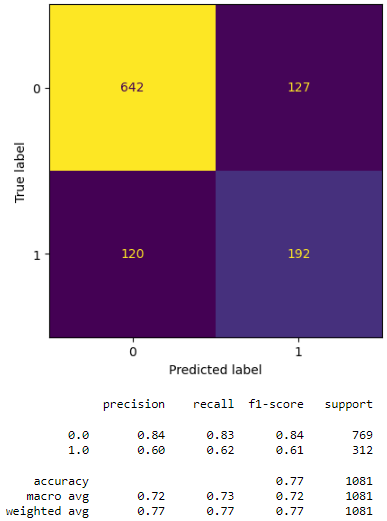 0
642
127
True label
1
120
192
0
1
Predicted label
precision recall f1-score support
0.0 0.84 0.83 0.84 769
1.0 0.60 0.62 0.61 312
accuracy 0.77 1081
macro avg 0.72 0.73 0.72 1081
weighted avg 0.77 0.77 0.77 1081